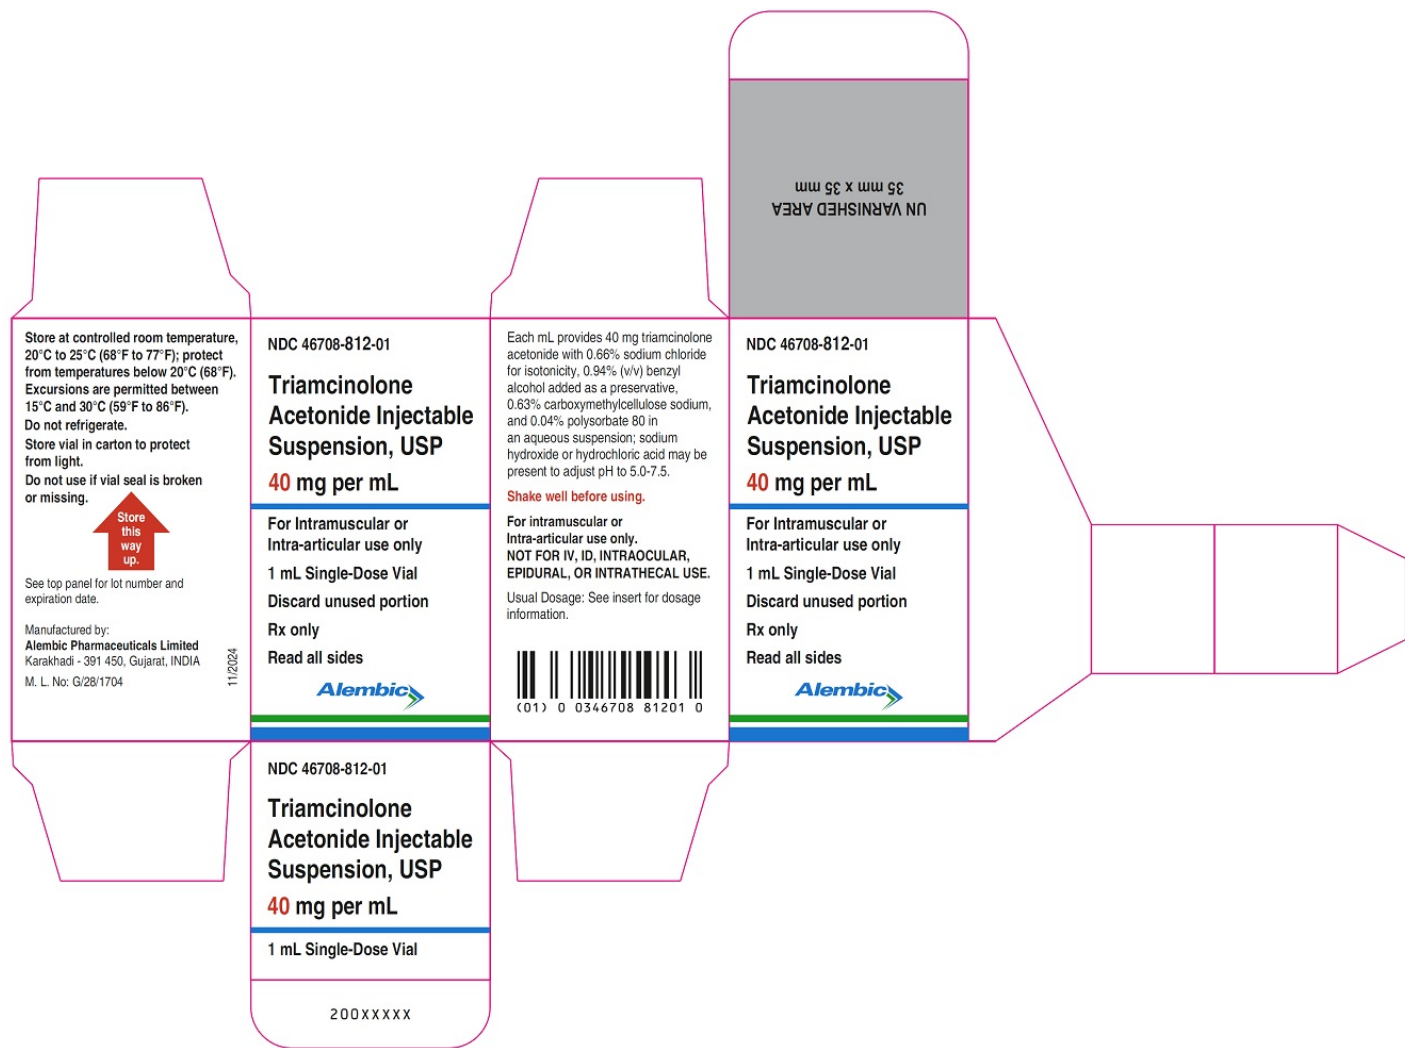 UN VARNISHED AREA
35 mm x 35 mm
Store at controlled room temperature,
20°C to 25°C (68°F to 77°F); protect
from temperatures below 20°C (68°F).
Excursions are permitted between
15°C and 30°C (59°F to 86°F).
Do not refrigerate.
Store vial in carton to protect
from light.
Do not use if vial seal is broken
or missing.
Store
this
way
up.
See top panel for lot number and
expiration date.
Manufactured by:
Alembic Pharmaceuticals Limited
Karakhadi - 391 450, Gujarat, INDIA
M. L. No: G/28/1704
11/2024
NDC 46708-812-01
Triamcinolone
Acetonide Injectable
Suspension, USP
40 mg per mL
For Intramuscular or
Intra-articular use only
1 mL Single-Dose Vial
Discard unused portion
Rx only
Read all sides
Alembic
Each mL provides 40 mg triamcinolone
acetonide with 0.66% sodium chloride
for isotonicity, 0.94% (v/v) benzyl
alcohol added as a preservative,
0.63% carboxymethylcellulose sodium,
and 0.04% polysorbate 80 in
an aqueous suspension; sodium
hydroxide or hydrochloric acid may be
present to adjust pH to 5.0-7.5.
Shake well before using.
For intramuscular or
Intra-articular use only.
NOT FOR IV, ID, INTRAOCULAR,
EPIDURAL, OR INTRATHECAL USE.
Usual Dosage: See insert for dosage
information.
(01) 0 0346708 81201 0
NDC 46708-812-01
Triamcinolone
Acetonide Injectable
Suspension, USP
40 mg per mL
For Intramuscular or
Intra-articular use only
1 mL Single-Dose Vial
Discard unused portion
Rx only
Read all sides
Alembic
NDC 46708-812-01
Triamcinolone
Acetonide Injectable
Suspension, USP
40 mg per mL
1 mL Single-Dose Vial
200XXXXX